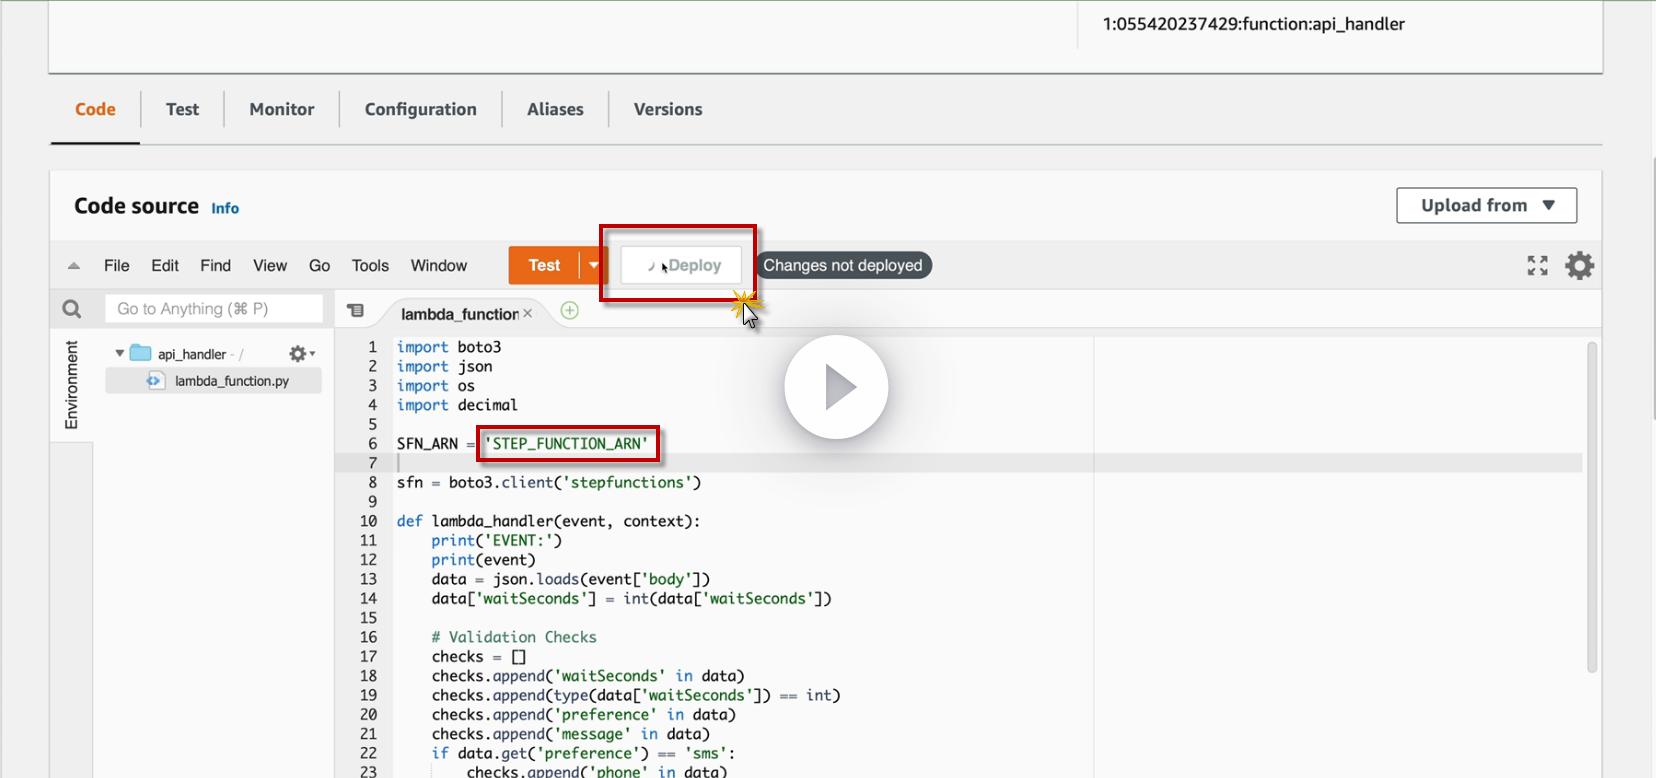 1:055420237429:function:api_handler
Code Test Monitor Configuration Aliases Versions
Code source Info
Upload from
File Edit Find View Go Tools Window Test Deploy Changes not deployed
Go to Anything (⌘ P)
lambda_function
Environment
api_handler - /
lambda_function.py
1 import boto3
2 import json
3 import os
4 import decimal
5
6 SFN_ARN = 'STEP_FUNCTION_ARN'
7
8 sfn = boto3.client('stepfunctions')
9
10 def lambda_handler(event, context):
11 print('EVENT:')
12 print(event)
13 data = json.loads(event['body'])
14 data['waitSeconds'] = int(data['waitSeconds'])
15
16 # Validation Checks
17 checks = []
18 checks.append('waitSeconds' in data)
19 checks.append(type(data['waitSeconds']) == int)
20 checks.append('preference' in data)
21 checks.append('message' in data)
22 if data.get('preference') == 'sms':
23 checks.append('phone' in data)